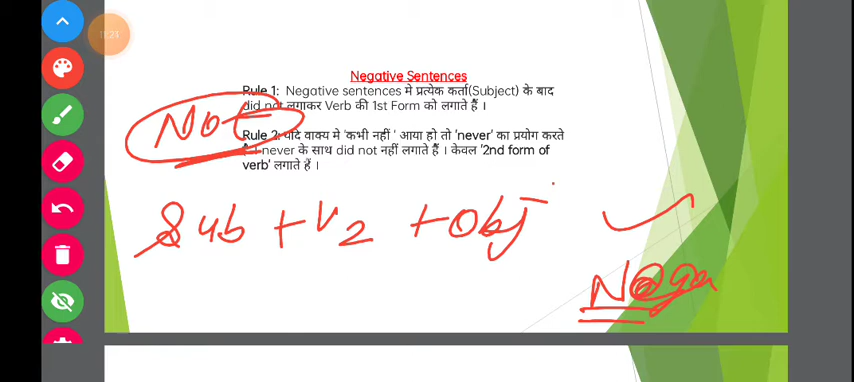 18:24
Negative Sentences
Rule 1: Negative sentences मे प्रत्येक कर्ता(Subject) के बाद
did not लगाकर Verb की 1st Form को लगाते हैं ।
Not
Rule 2: यदि वाक्य मे 'कभी नहीं ' आया हो तो 'never' का प्रयोग करते
never के साथ did not नहीं लगाते हैं । केवल '2nd form of
verb' लगाते हैं ।
Sub + V2 + Obj